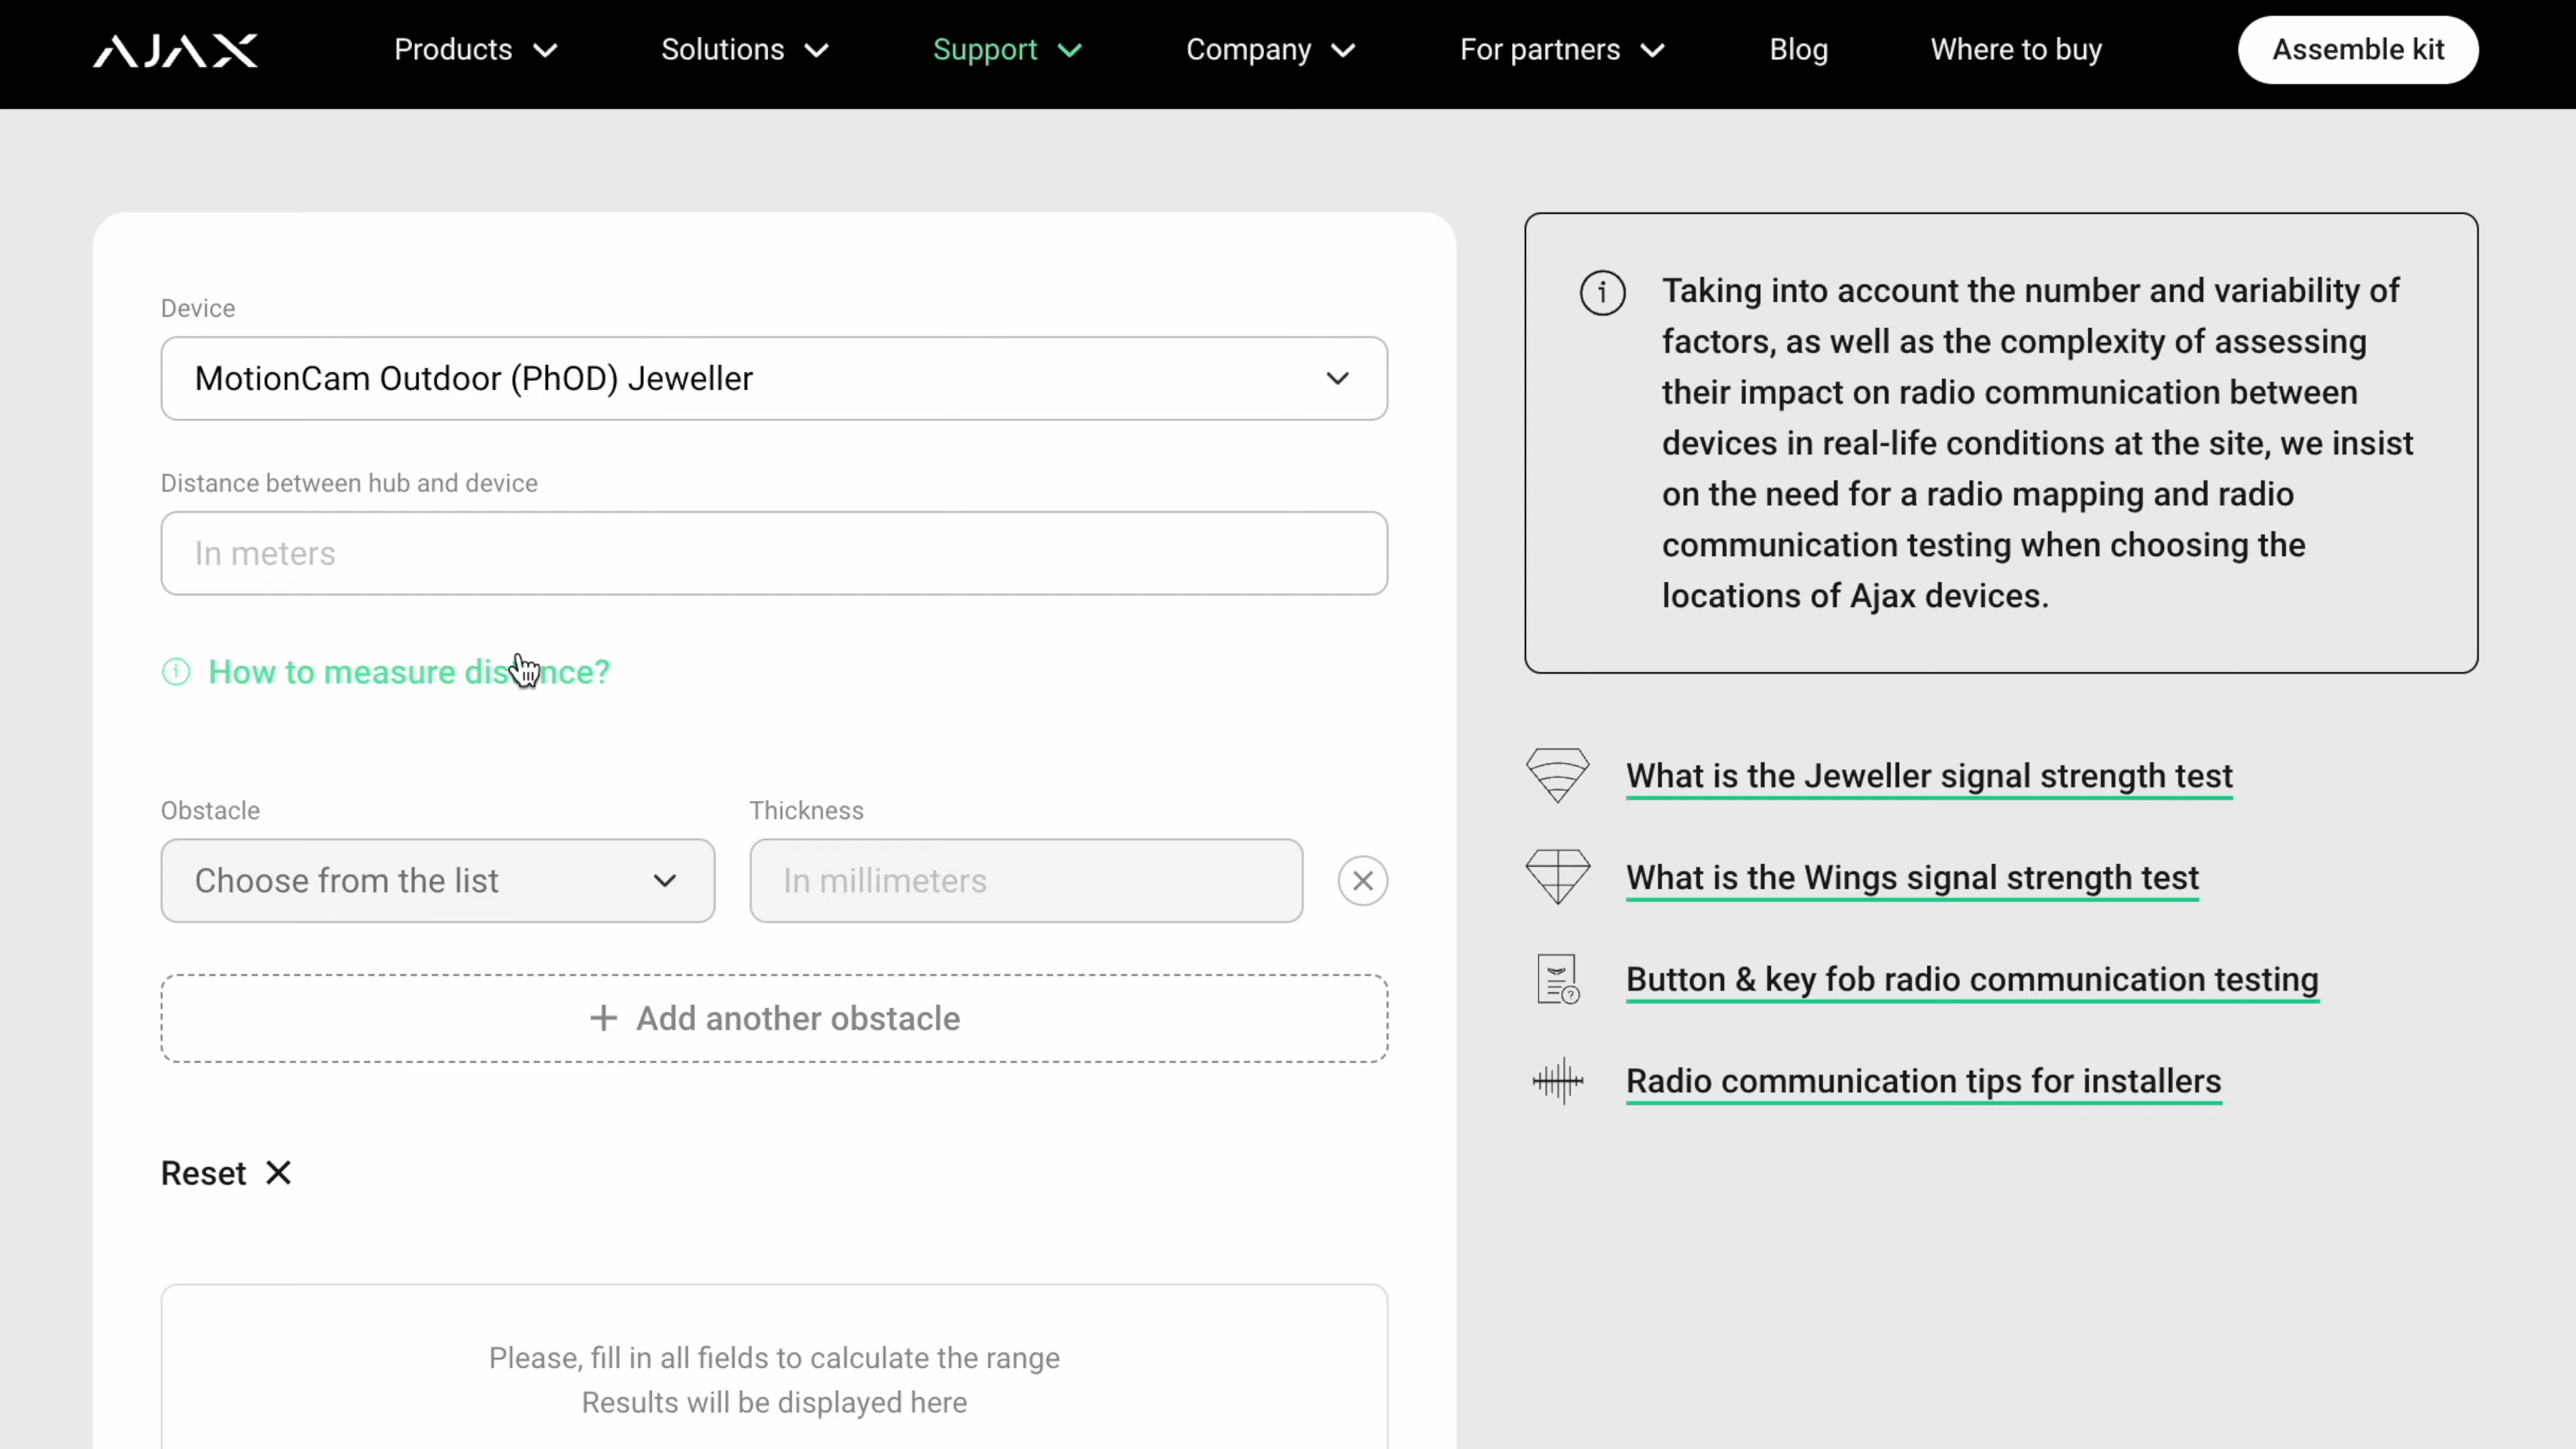 AJAX
Products
Solutions
Support
Company
For partners
Blog
Where to buy
Assemble kit
Device
MotionCam Outdoor (PhOD) Jeweller
Distance between hub and device
In meters
How to measure distance?
Obstacle
Thickness
Choose from the list
In millimeters
Add another obstacle
Reset
Please, fill in all fields to calculate the range
Results will be displayed here
Taking into account the number and variability of
factors, as well as the complexity of assessing
their impact on radio communication between
devices in real-life conditions at the site, we insist
on the need for a radio mapping and radio
communication testing when choosing the
locations of Ajax devices.
What is the Jeweller signal strength test
What is the Wings signal strength test
Button & key fob radio communication testing
Radio communication tips for installers